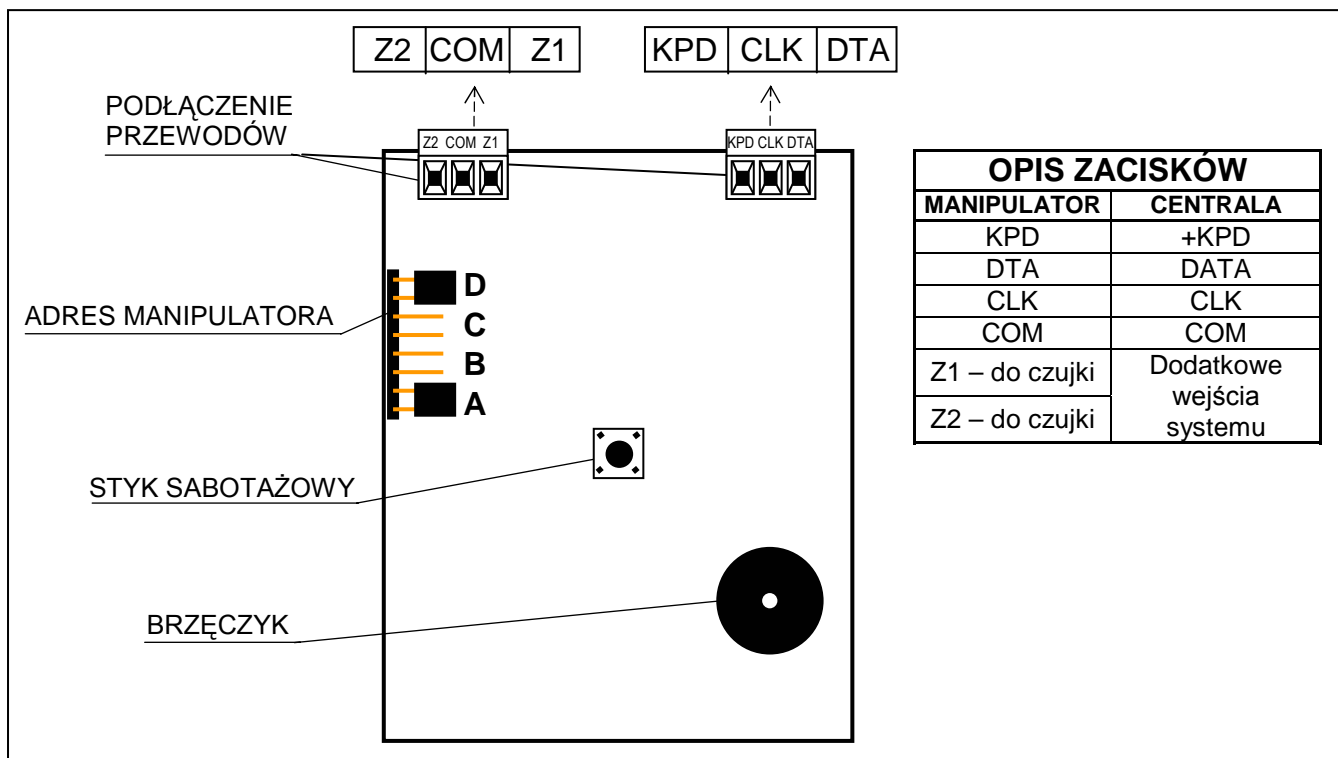 Z2 COM Z1
KPD CLK DTA
PODŁĄCZENIE
PRZEWODÓW
Z2 COM Z1
KPD CLK DTA
OPIS ZACISKÓW
MANIPULATOR CENTRALA
KPD +KPD
DTA DATA
CLK CLK
COM COM
Z1 – do czujki
Z2 – do czujki
Dodatkowe
wejścia
systemu
ADRES MANIPULATORA
D
C
B
A
STYK SABOTAŻOWY
BRZĘCZYK